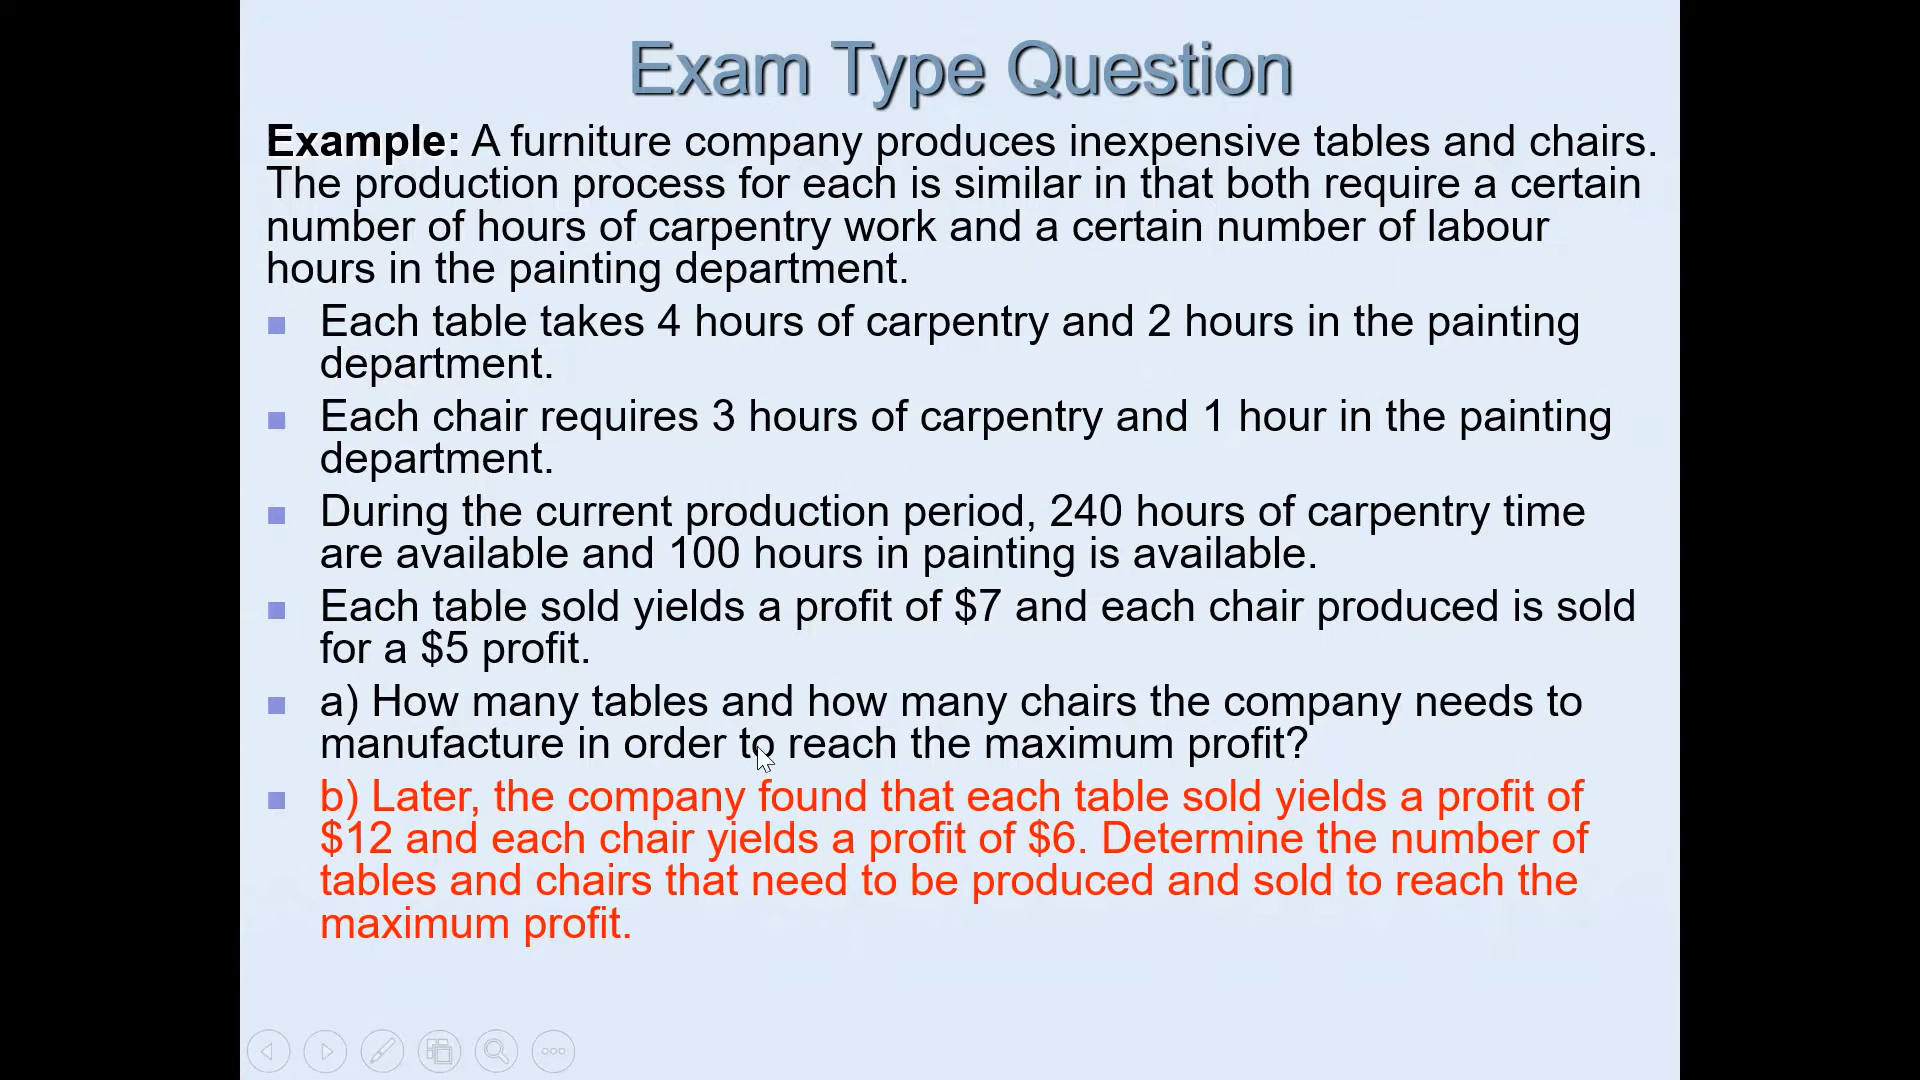 Exam Type Question
Example: A furniture company produces inexpensive tables and chairs.
The production process for each is similar in that both require a certain
number of hours of carpentry work and a certain number of labour
hours in the painting department.
Each table takes 4 hours of carpentry and 2 hours in the painting
department.
Each chair requires 3 hours of carpentry and 1 hour in the painting
department.
During the current production period, 240 hours of carpentry time
are available and 100 hours in painting is available.
Each table sold yields a profit of $7 and each chair produced is sold
for a $5 profit.
a) How many tables and how many chairs the company needs to
manufacture in order to reach the maximum profit?
b) Later, the company found that each table sold yields a profit of
$12 and each chair yields a profit of $6. Determine the number of
tables and chairs that need to be produced and sold to reach the
maximum profit.